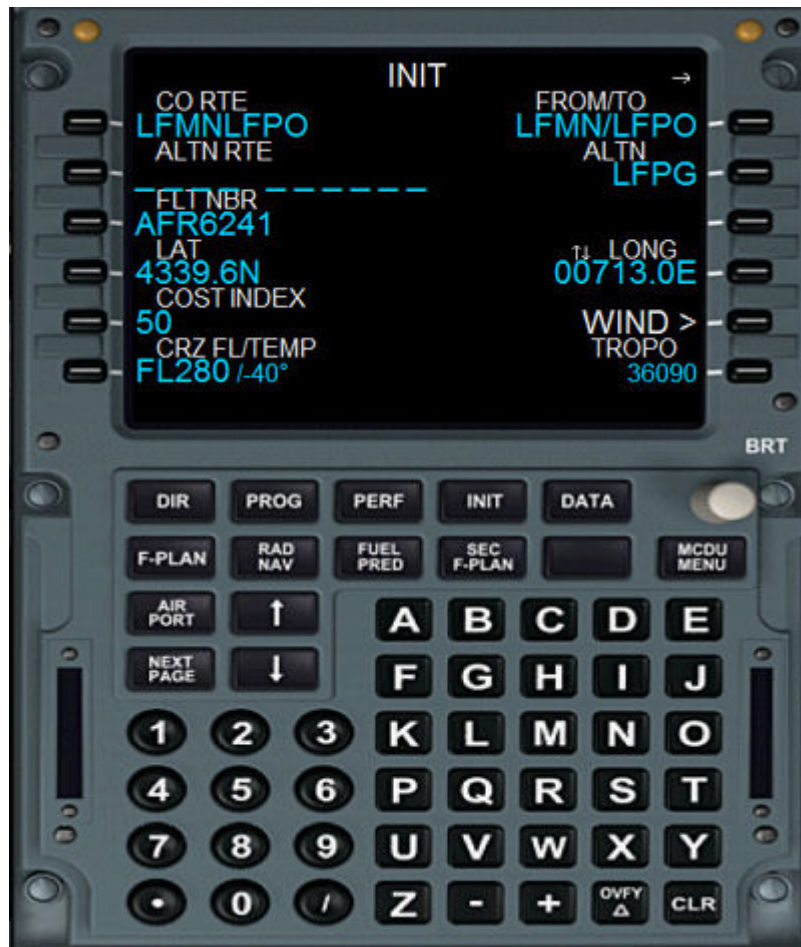 INIT →
CO RTE FROM/TO
LFMNLFPO LFMN/LFPO
ALTN RTE ALTN
_ _ _ _ _ _ _ _ _ _ LFPG
FLT NBR
AFR6241
LAT ↑↓ LONG
4339.6N 00713.0E
COST INDEX
50 WIND >
CRZ FL/TEMP TROPO
FL280 /-40° 36090
BRT
DIR PROG PERF INIT DATA
F-PLAN RAD NAV FUEL PRED SEC F-PLAN MCDU MENU
AIR PORT ↑ A B C D E
NEXT PAGE ↓ F G H I J
1 2 3 K L M N O
4 5 6 P Q R S T
7 8 9 U V W X Y
. 0 / Z - + OVFY △ CLR